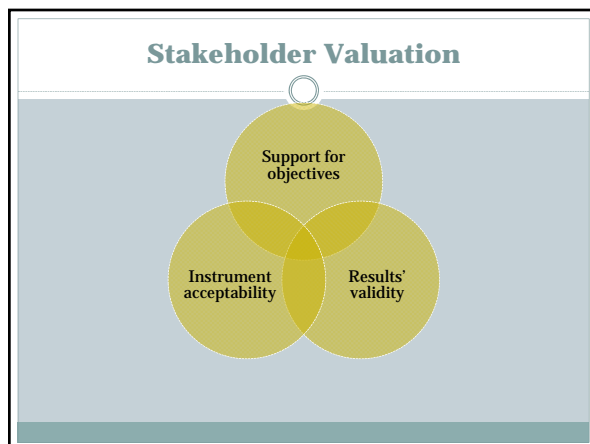 Stakeholder Valuation
Support for
objectives
Instrument
acceptability
Results'
validity